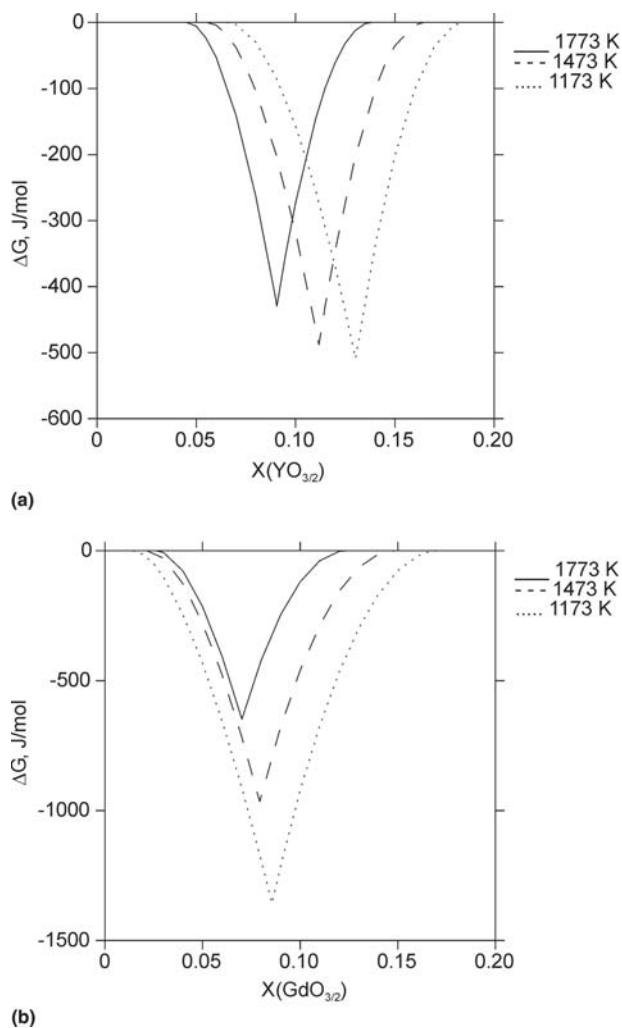 0
-100
-200
-300
-400
-500
-600
ΔG, J/mol
0 0.05 0.10 0.15 0.20
X(YO3/2)
1773 K
1473 K
1173 K
(a)
0
-500
-1000
-1500
ΔG, J/mol
0 0.05 0.10 0.15 0.20
X(GdO3/2)
1773 K
1473 K
1173 K
(b)